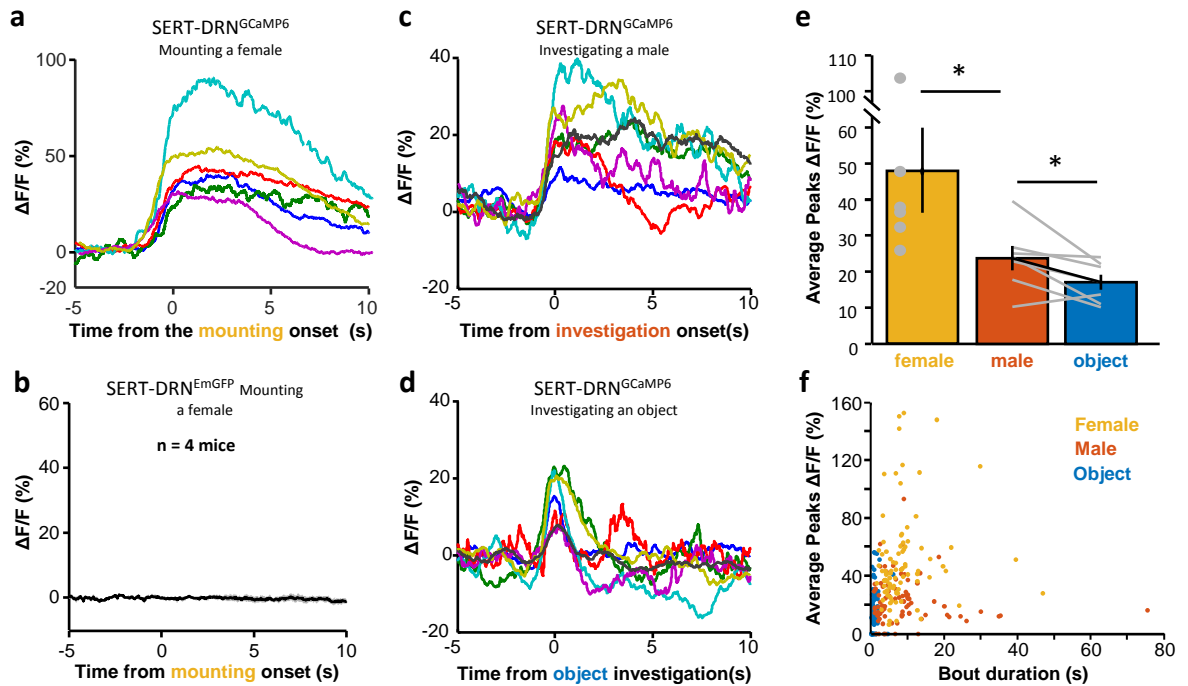 a
SERT-DRN^GCaMP6
Mounting a female
100
50
0
-20
ΔF/F (%)
-5 0 5 10
Time from the mounting onset (s)
b
SERT-DRN^EmGFP Mounting
a female
n = 4 mice
60
40
20
0
-20
ΔF/F (%)
-5 0 5 10
Time from mounting onset (s)
c
SERT-DRN^GCaMP6
Investigating a male
40
20
0
-20
ΔF/F (%)
-5 0 5 10
Time from investigation onset(s)
d
SERT-DRN^GCaMP6
Investigating an object
40
20
0
-20
ΔF/F (%)
-5 0 5 10
Time from object investigation(s)
e
110
100
60
50
40
30
20
10
0
Average Peaks ΔF/F (%)
*
*
female male object
f
160
120
80
40
0
Average Peaks ΔF/F (%)
Female
Male
Object
0 10 20 30 40 50 60 70 80
Bout duration (s)